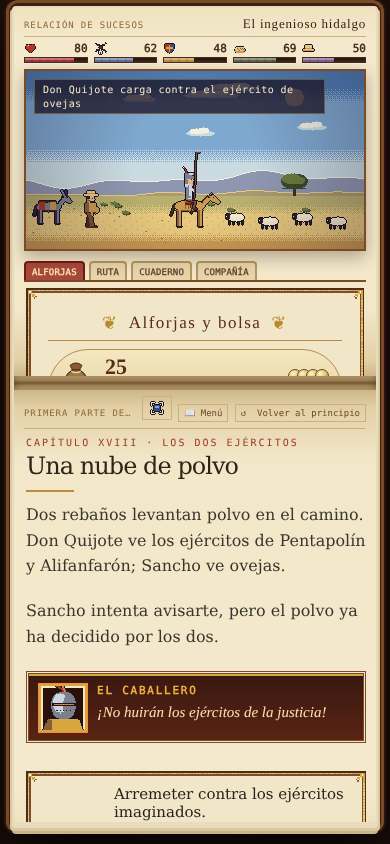 RELACIÓN DE SUCESOS
El ingenioso hidalgo
80
62
48
69
50
Don Quijote carga contra el ejército de
ovejas
ALFORJAS
RUTA
CUADERNO
COMPAÑÍA
Alforjas y bolsa
25
PRIMERA PARTE DE…
Menú
↺ Volver al principio
CAPÍTULO XVIII · LOS DOS EJÉRCITOS
Una nube de polvo
Dos rebaños levantan polvo en el camino.
Don Quijote ve los ejércitos de Pentapolín
y Alifanfarón; Sancho ve ovejas.
Sancho intenta avisarte, pero el polvo ya
ha decidido por los dos.
EL CABALLERO
¡No huirán los ejércitos de la justicia!
Arremeter contra los ejércitos
imaginados.